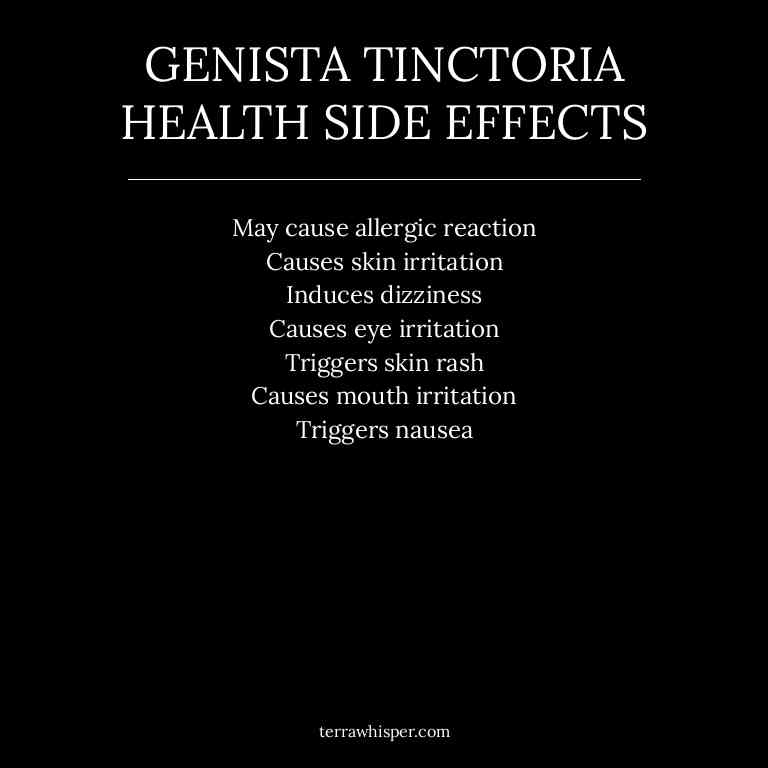 GENISTA TINCTORIA
HEALTH SIDE EFFECTS
May cause allergic reaction
Causes skin irritation
Induces dizziness
Causes eye irritation
Triggers skin rash
Causes mouth irritation
Triggers nausea
terrawhisper.com